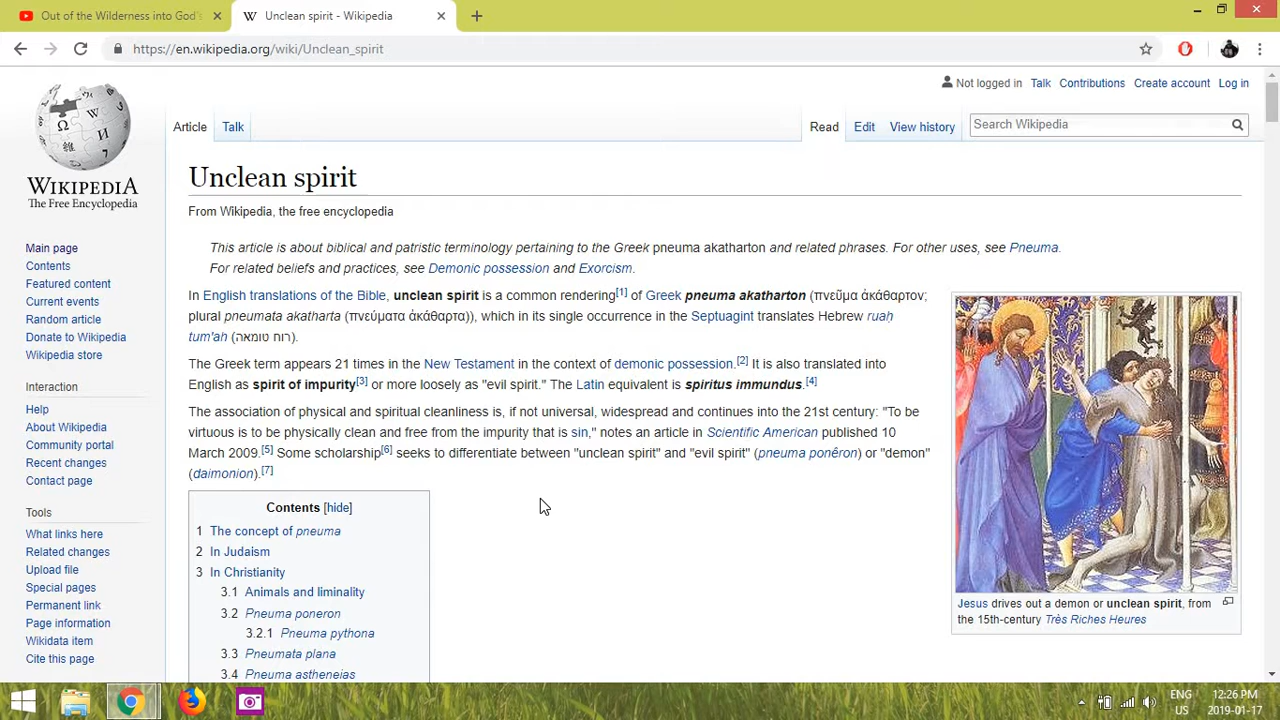 Out of the Wilderness into God's
Unclean spirit - Wikipedia
https://en.wikipedia.org/wiki/Unclean_spirit
Not logged in Talk Contributions Create account Log in
Article Talk Read Edit View history Search Wikipedia
WIKIPEDIA
The Free Encyclopedia
Main page
Contents
Featured content
Current events
Random article
Donate to Wikipedia
Wikipedia store
Interaction
Help
About Wikipedia
Community portal
Recent changes
Contact page
Tools
What links here
Related changes
Upload file
Special pages
Permanent link
Page information
Wikidata item
Cite this page
Unclean spirit
From Wikipedia, the free encyclopedia
This article is about biblical and patristic terminology pertaining to the Greek pneuma akatharton and related phrases. For other uses, see Pneuma.
For related beliefs and practices, see Demonic possession and Exorcism.
In English translations of the Bible, unclean spirit is a common rendering[1] of Greek pneuma akatharton (πνεῦμα ἀκάθαρτον;
plural pneumata akatharta (πνεύματα ἀκάθαρτα)), which in its single occurrence in the Septuagint translates Hebrew ruaḥ
tum'ah (רוח טומאה).
The Greek term appears 21 times in the New Testament in the context of demonic possession.[2] It is also translated into
English as spirit of impurity[3] or more loosely as "evil spirit." The Latin equivalent is spiritus immundus.[4]
The association of physical and spiritual cleanliness is, if not universal, widespread and continues into the 21st century: "To be
virtuous is to be physically clean and free from the impurity that is sin," notes an article in Scientific American published 10
March 2009.[5] Some scholarship[6] seeks to differentiate between "unclean spirit" and "evil spirit" (pneuma ponêron) or "demon"
(daimonion).[7]
Contents [hide]
1 The concept of pneuma
2 In Judaism
3 In Christianity
3.1 Animals and liminality
3.2 Pneuma poneron
3.2.1 Pneuma pythona
3.3 Pneumata plana
3.4 Pneuma astheneias
Jesus drives out a demon or unclean spirit, from
the 15th-century Très Riches Heures
ENG
US
12:26 PM
2019-01-17